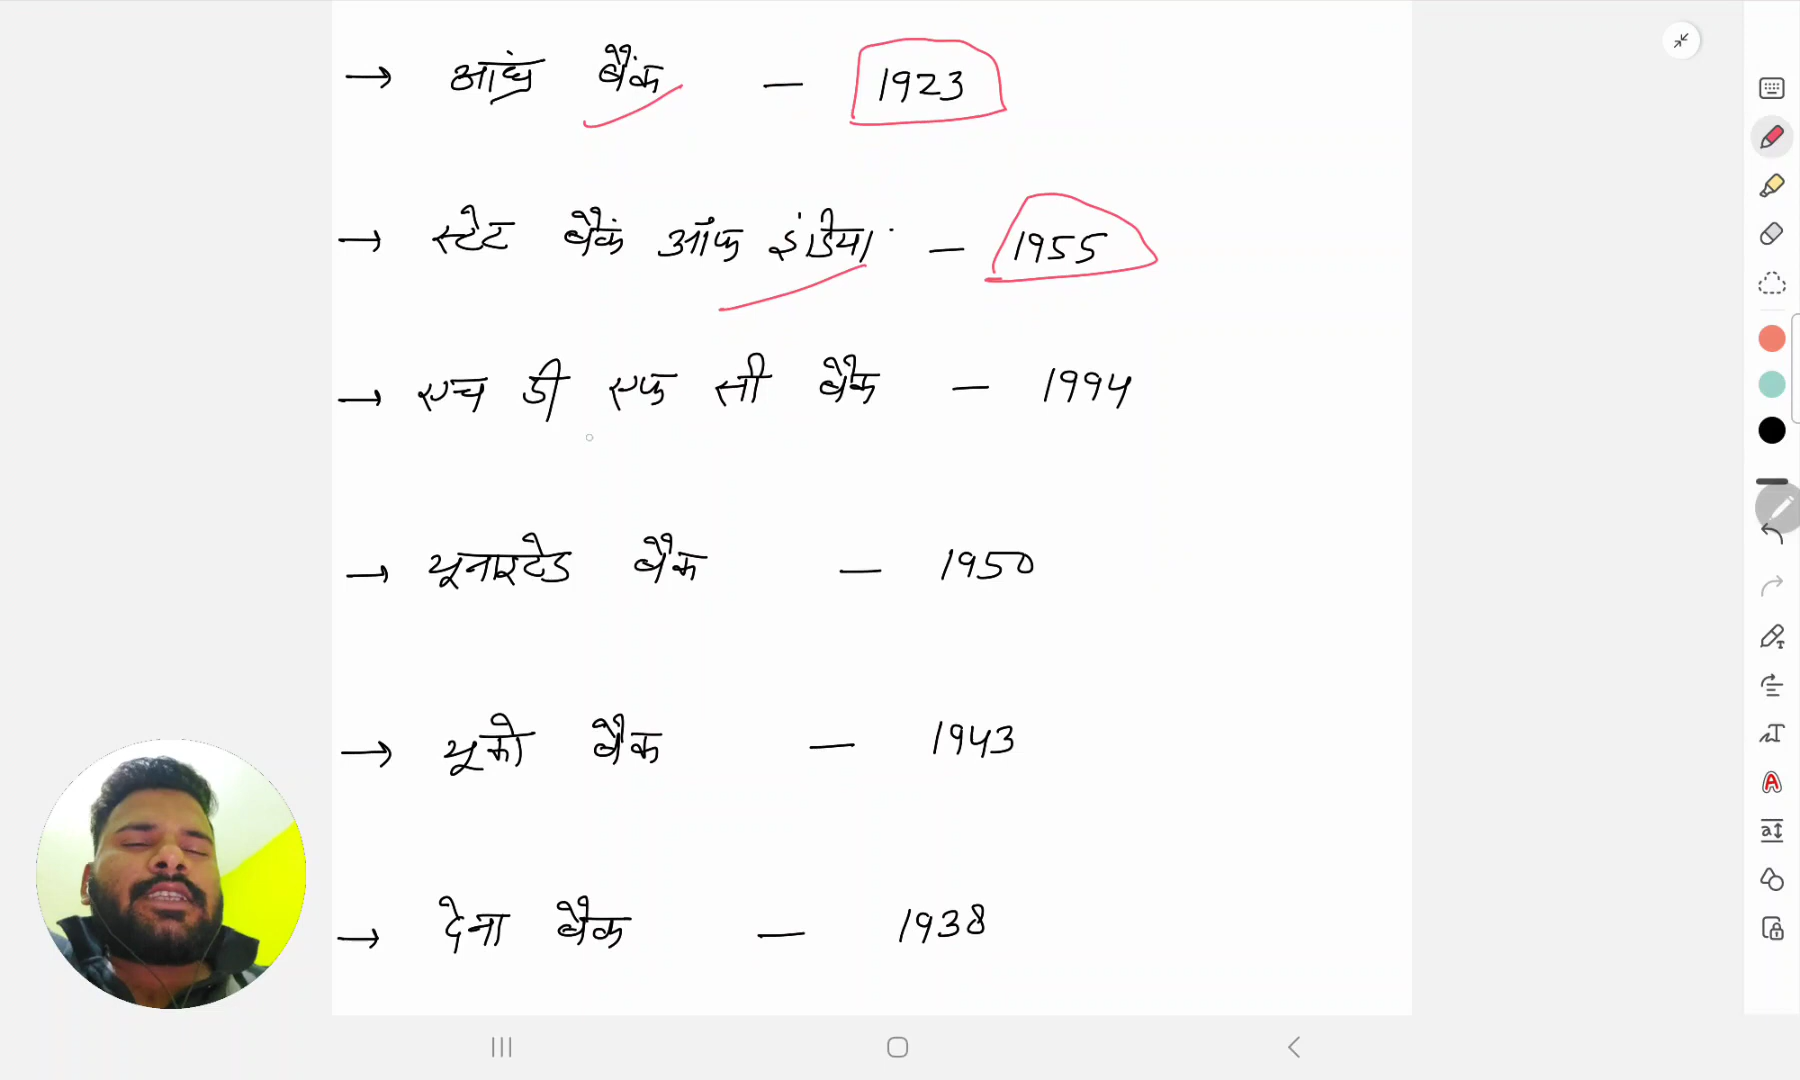 → आंध्र बैंक — 1923
→ स्टेट बैंक ऑफ इंडिया — 1955
→ एच डी एफ सी बैंक — 1994
→ यूनाइटेड बैंक — 1950
→ यूको बैंक — 1943
→ देना बैंक — 1938